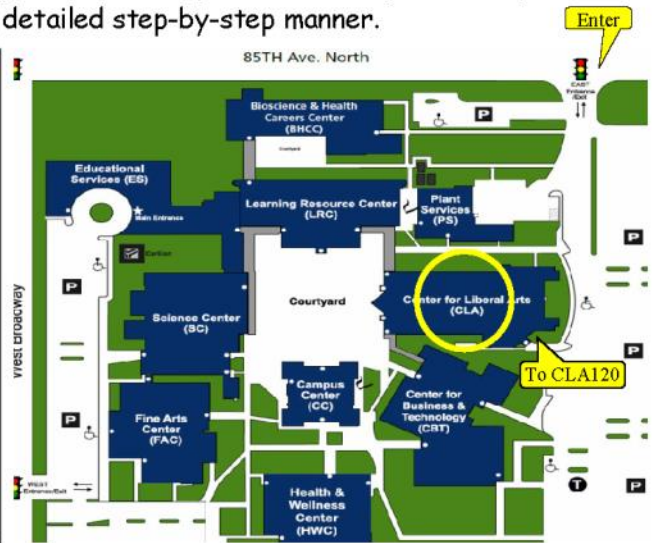 detailed step-by-step manner.
Enter
85TH Ave. North
EAST
Entrance
/Exit
P
Bioscience & Health
Careers Center
(BHCC)
Courtyard
Educational
Services (ES)
Main Entrance
Learning Resource Center
(LRC)
Plant
Services
(PS)
P
P
West Broadway
Science Center
(SC)
Courtyard
Center for Liberal Arts
(CLA)
P
To CLA120
Campus
Center
(CC)
Center for
Business &
Technology
(CBT)
P
Fine Arts
Center
(FAC)
WEST
Entrance/Exit
Health &
Wellness
Center
(HWC)
T
P